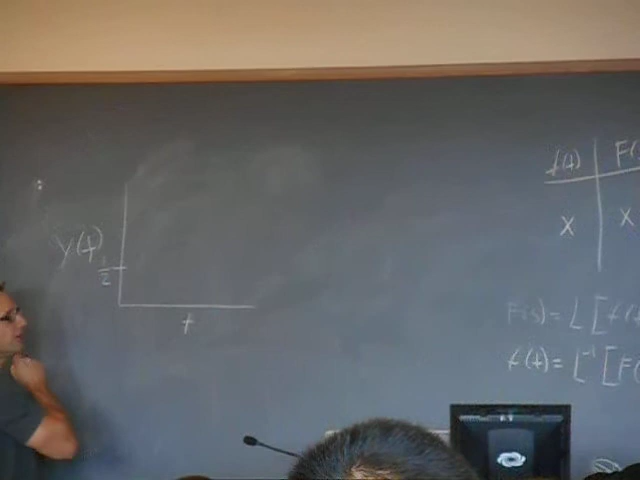 y(t)
1/2
t
f(t) | F(
x | x
F(s) = L [ f(t
f(t) = L⁻¹ [ F(